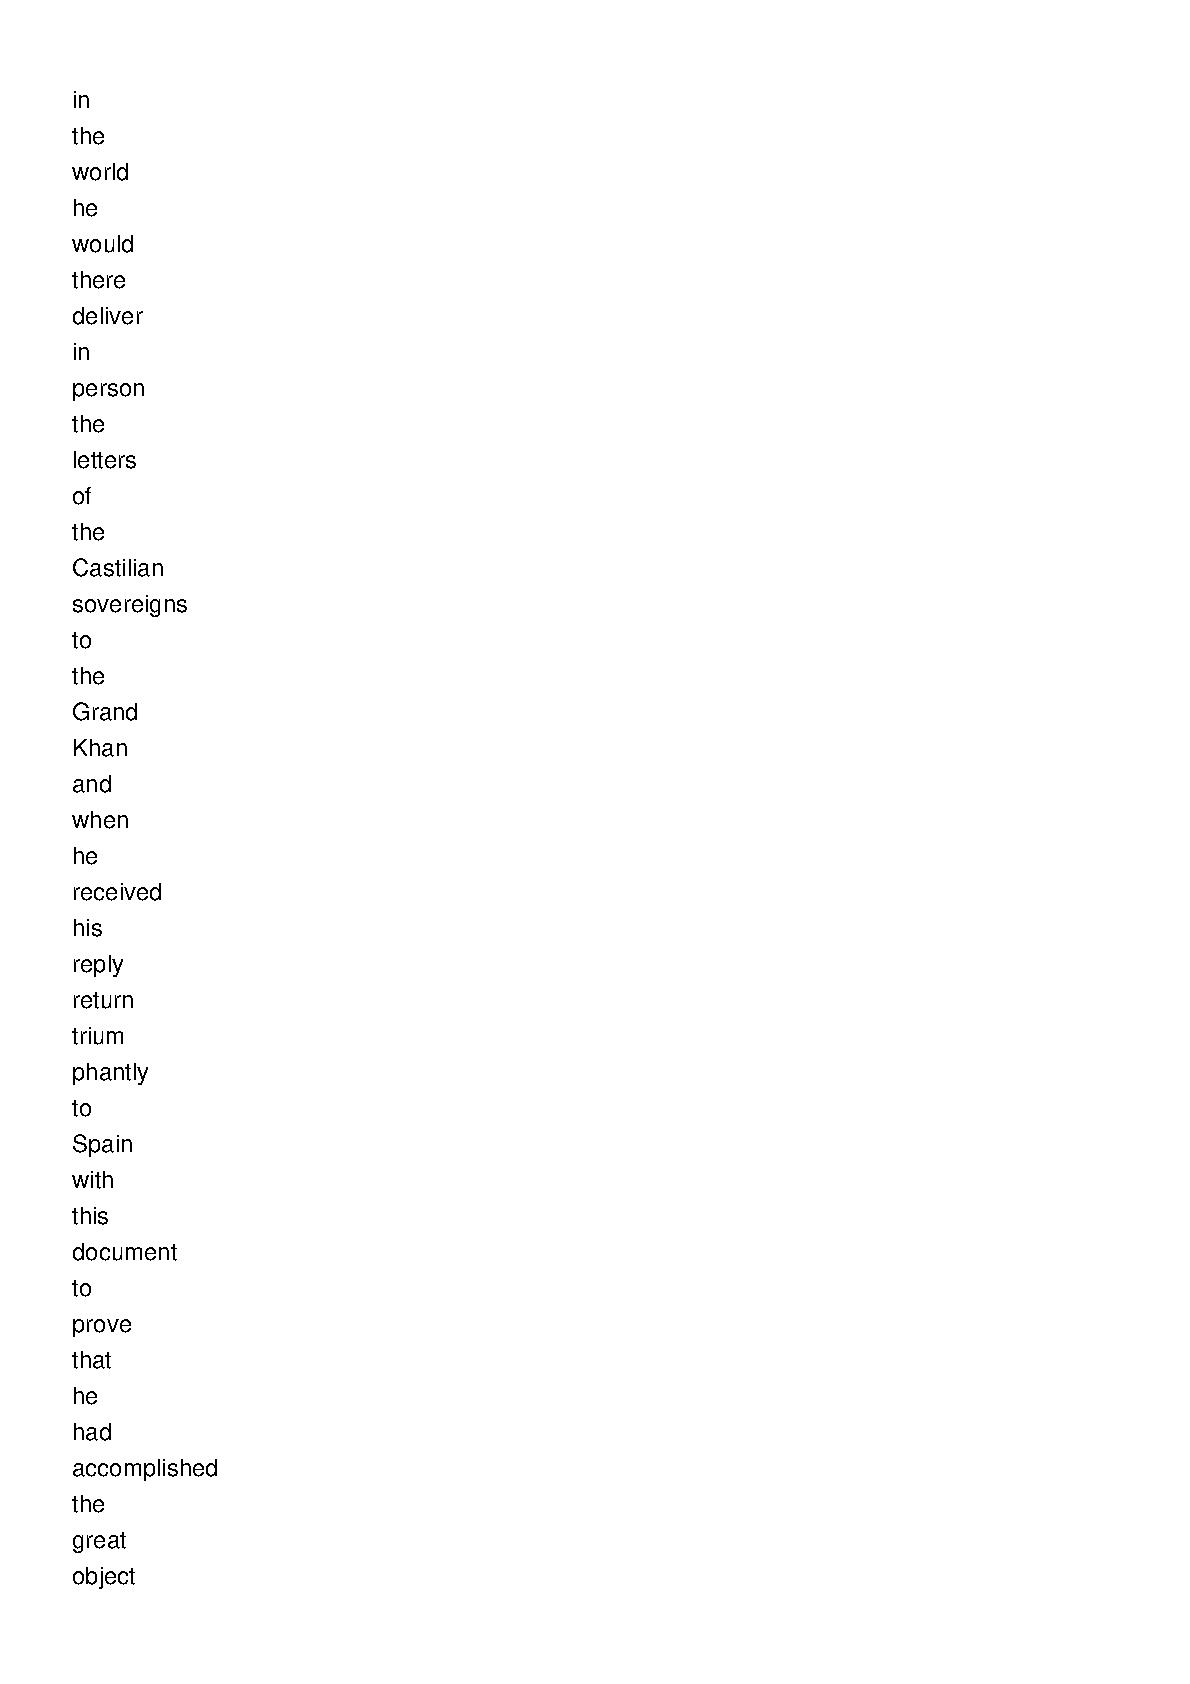 in
the
world
he
would
there
deliver
in
person
the
letters
of
the
Castilian
sovereigns
to
the
Grand
Khan
and
when
he
received
his
reply
return
trium
phantly
to
Spain
with
this
document
to
prove
that
he
had
accomplished
the
great
object